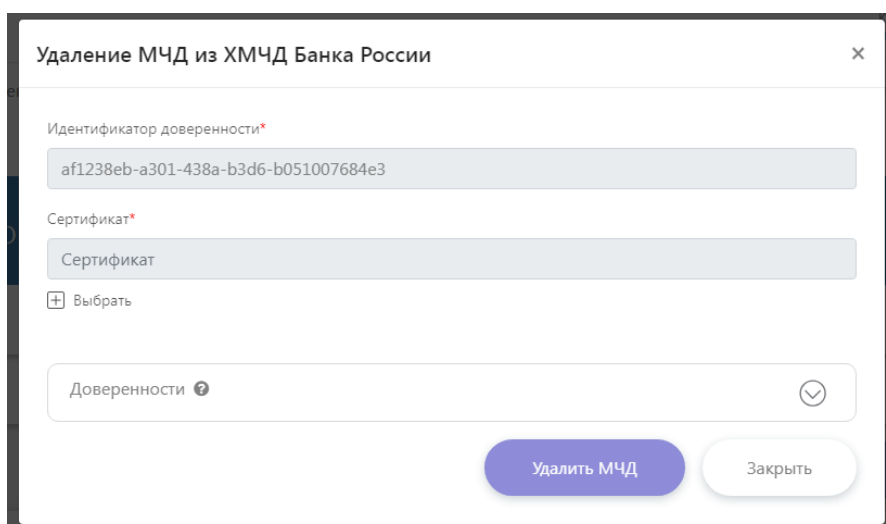 Удаление МЧД из ХМЧД Банка России
Идентификатор доверенности*
af1238eb-a301-438a-b3d6-b051007684e3
Сертификат*
Сертификат
Выбрать
Доверенности
Удалить МЧД Закрыть